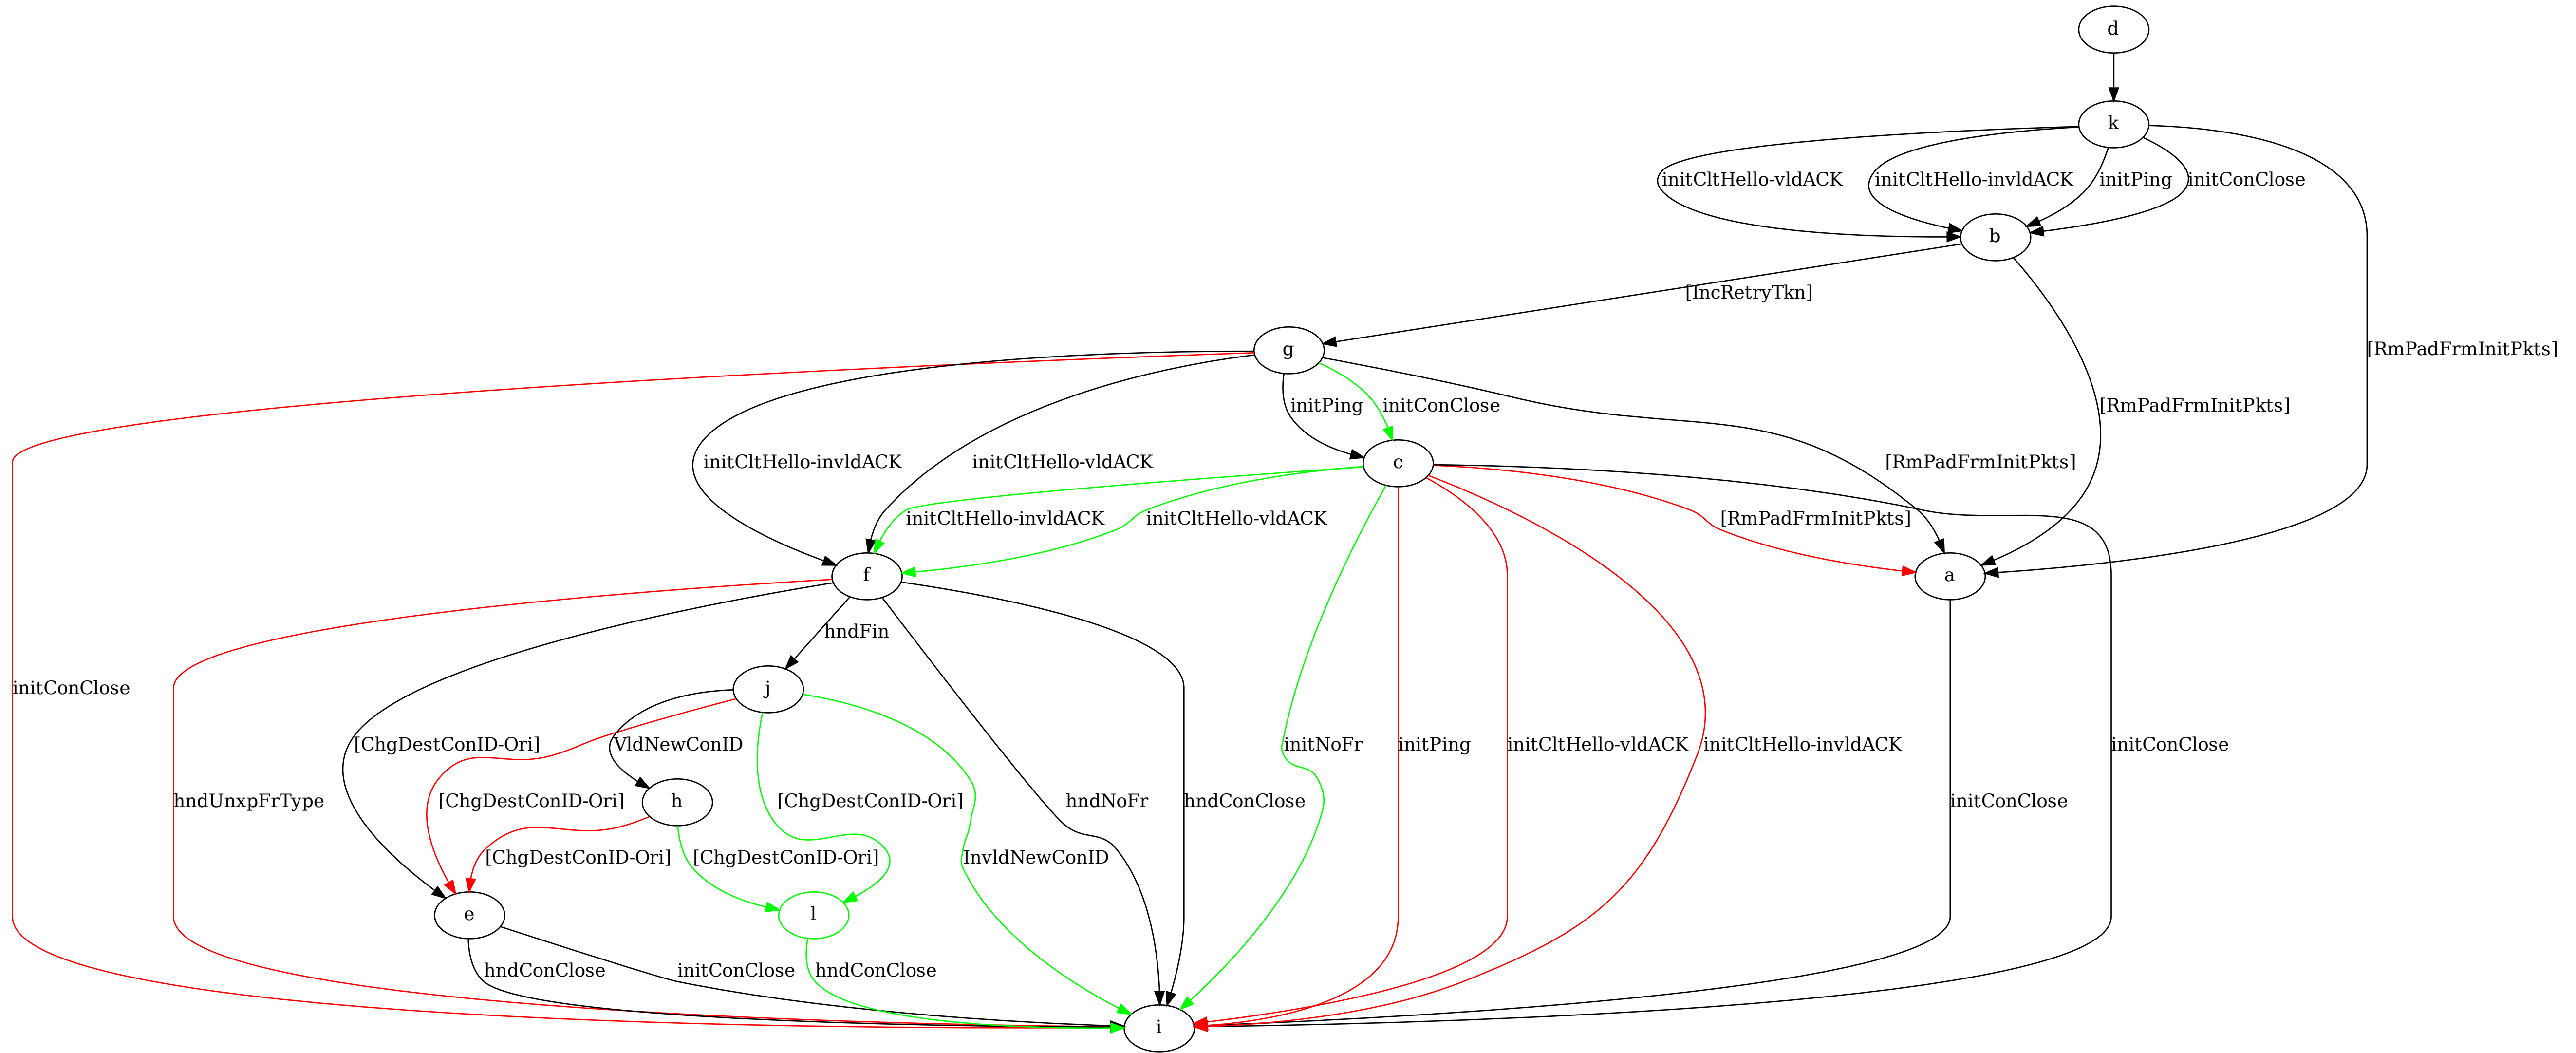 d
k
initCltHello-vldACK
initCltHello-invldACK
initPing
initConClose
b
[IncRetryTkn]
g
[RmPadFrmInitPkts]
initPing
initConClose
[RmPadFrmInitPkts]
initCltHello-invldACK
initCltHello-vldACK
c
[RmPadFrmInitPkts]
initCltHello-invldACK
initCltHello-vldACK
[RmPadFrmInitPkts]
f
a
hndFin
initConClose
j
[ChgDestConID-Ori]
VldNewConID
initNoFr
initPing
initCltHello-vldACK
initCltHello-invldACK
initConClose
hndUnxpFrType
[ChgDestConID-Ori]
h
[ChgDestConID-Ori]
hndNoFr
hndConClose
initConClose
[ChgDestConID-Ori]
[ChgDestConID-Ori]
InvldNewConID
e
l
hndConClose
initConClose
hndConClose
i